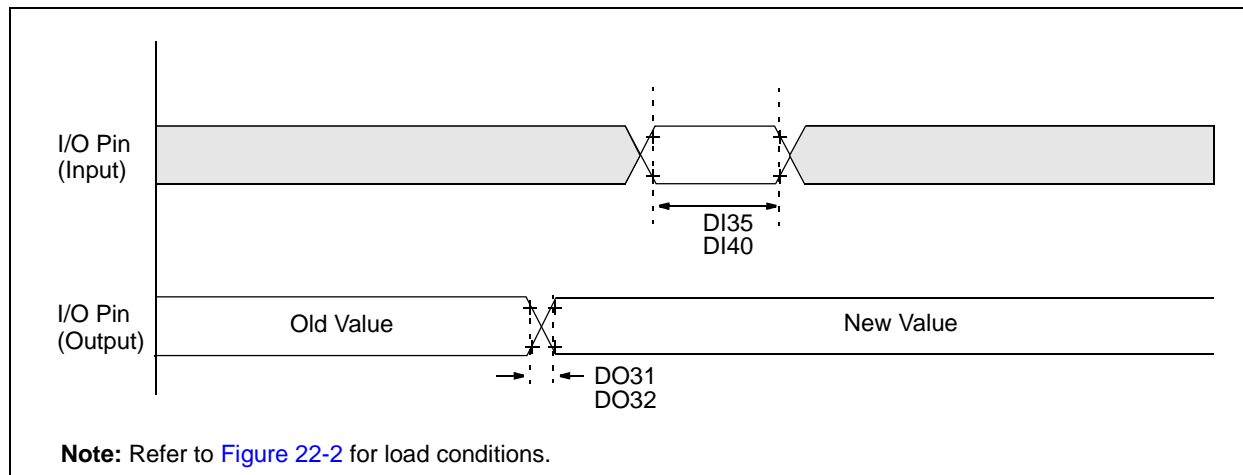 I/O Pin
(Input)
DI35
DI40
I/O Pin
(Output)
Old Value
New Value
DO31
DO32
Note: Refer to Figure 22-2 for load conditions.